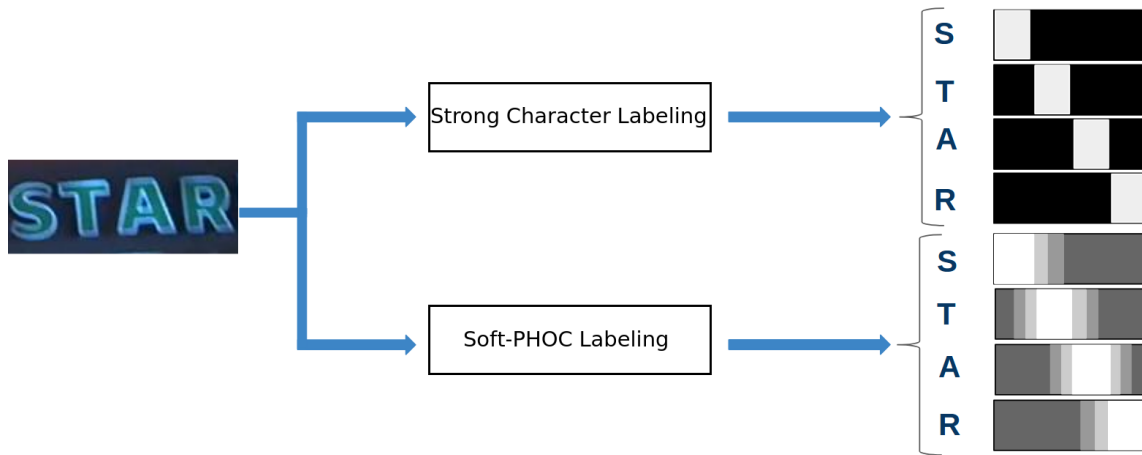 STAR
Strong Character Labeling
S
T
A
R
Soft-PHOC Labeling
S
T
A
R